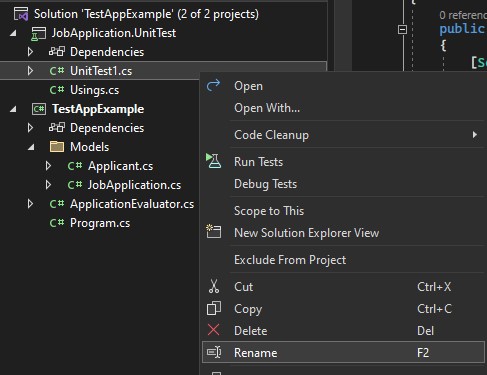 Solution 'TestAppExample' (2 of 2 projects)
JobApplication.UnitTest
Dependencies
C# UnitTest1.cs
C# Usings.cs
C# TestAppExample
Dependencies
Models
C# Applicant.cs
C# JobApplication.cs
C# ApplicationEvaluator.cs
C# Program.cs
{
0 referenc
public
{
[Se
Open
Open With...
Code Cleanup
Run Tests
Debug Tests
Scope to This
New Solution Explorer View
Exclude From Project
Cut Ctrl+X
Copy Ctrl+C
Delete Del
Rename F2